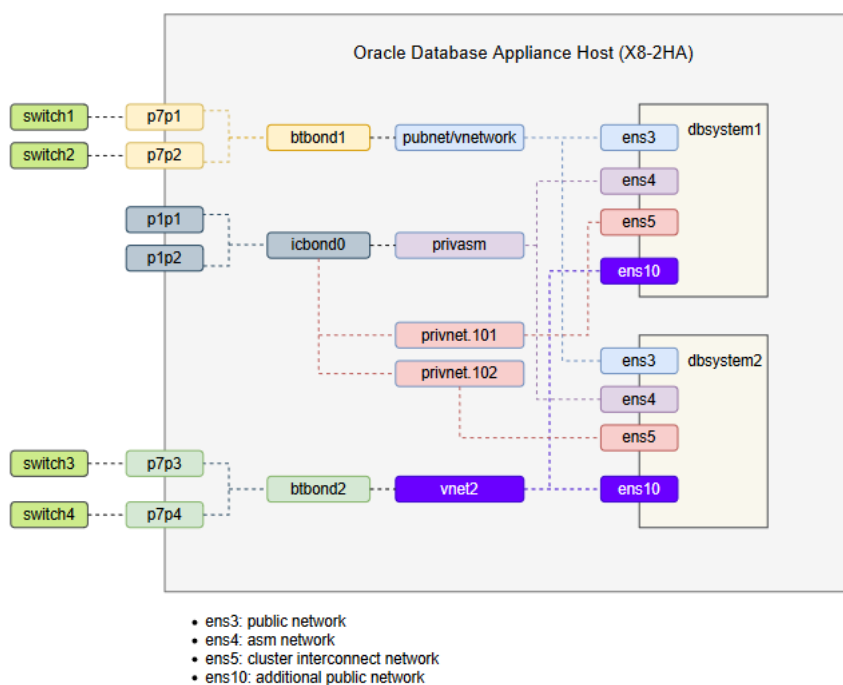 Oracle Database Appliance Host (X8-2HA)
switch1
p7p1
switch2
p7p2
btbond1
pubnet/vnetwork
ens3
dbsystem1
ens4
p1p1
ens5
p1p2
icbond0
privasm
ens10
privnet.101
privnet.102
ens3
dbsystem2
ens4
ens5
switch3
p7p3
btbond2
vnet2
ens10
switch4
p7p4
• ens3: public network
• ens4: asm network
• ens5: cluster interconnect network
• ens10: additional public network